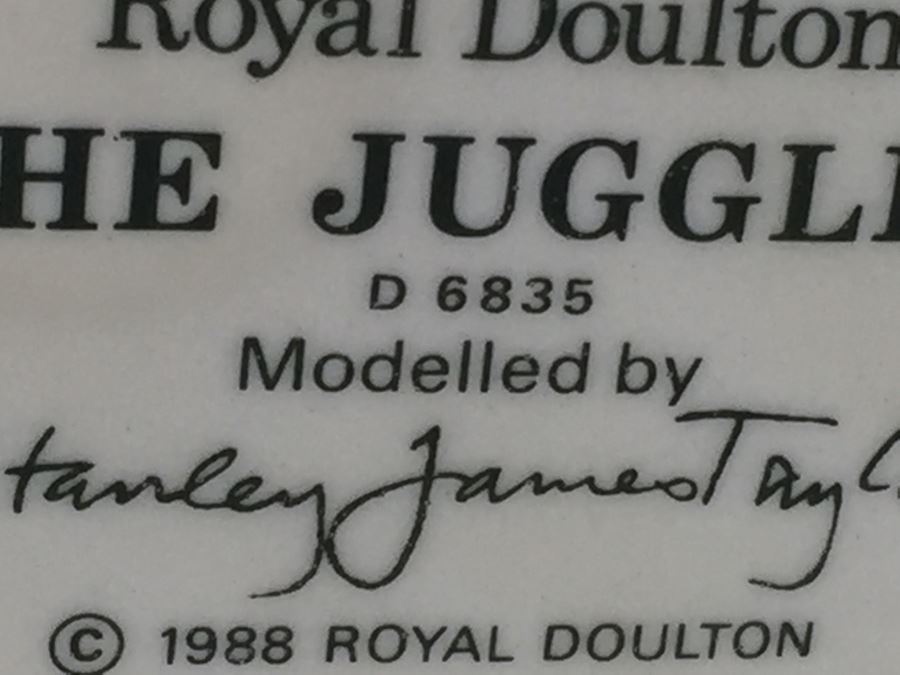 Royal Doulton
HE JUGGL
D 6835
Modelled by
tanley James Tayl
© 1988 ROYAL DOULTON